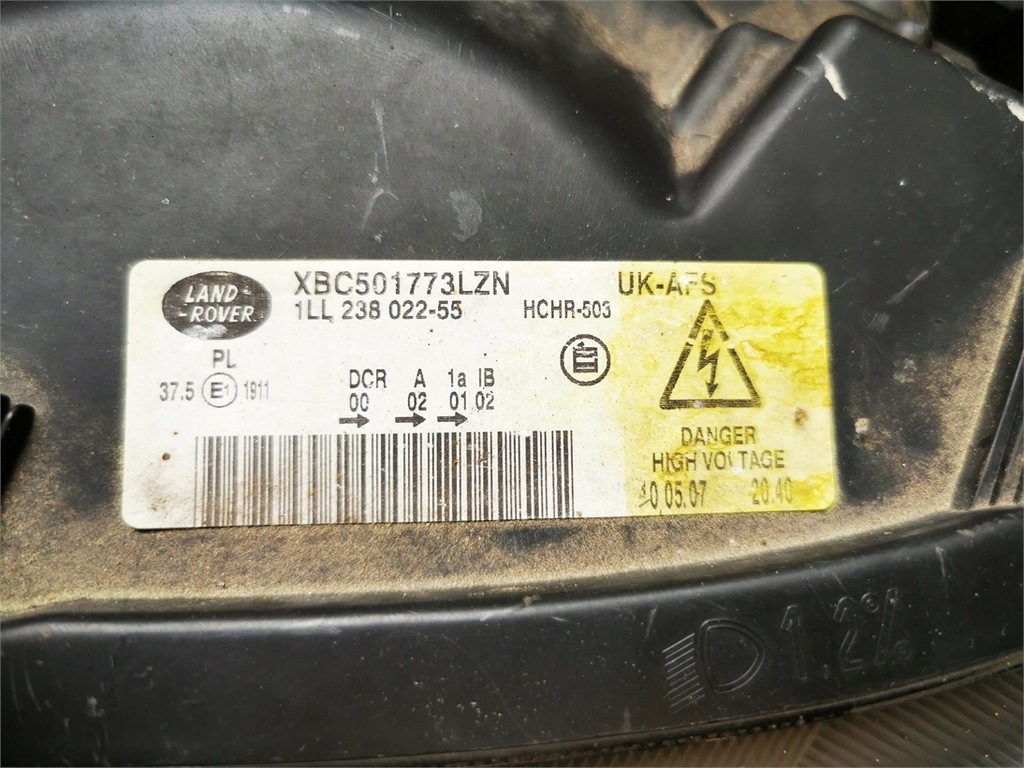 LAND-
-ROVER
XBC501773LZN
UK-AFS
1LL 238 022-55
HCHR-503
PL
37.5 E1 1911
DCR A 1a IB
00 02 01 02
DANGER
HIGH VOLTAGE
05.07 20.40
1.2%